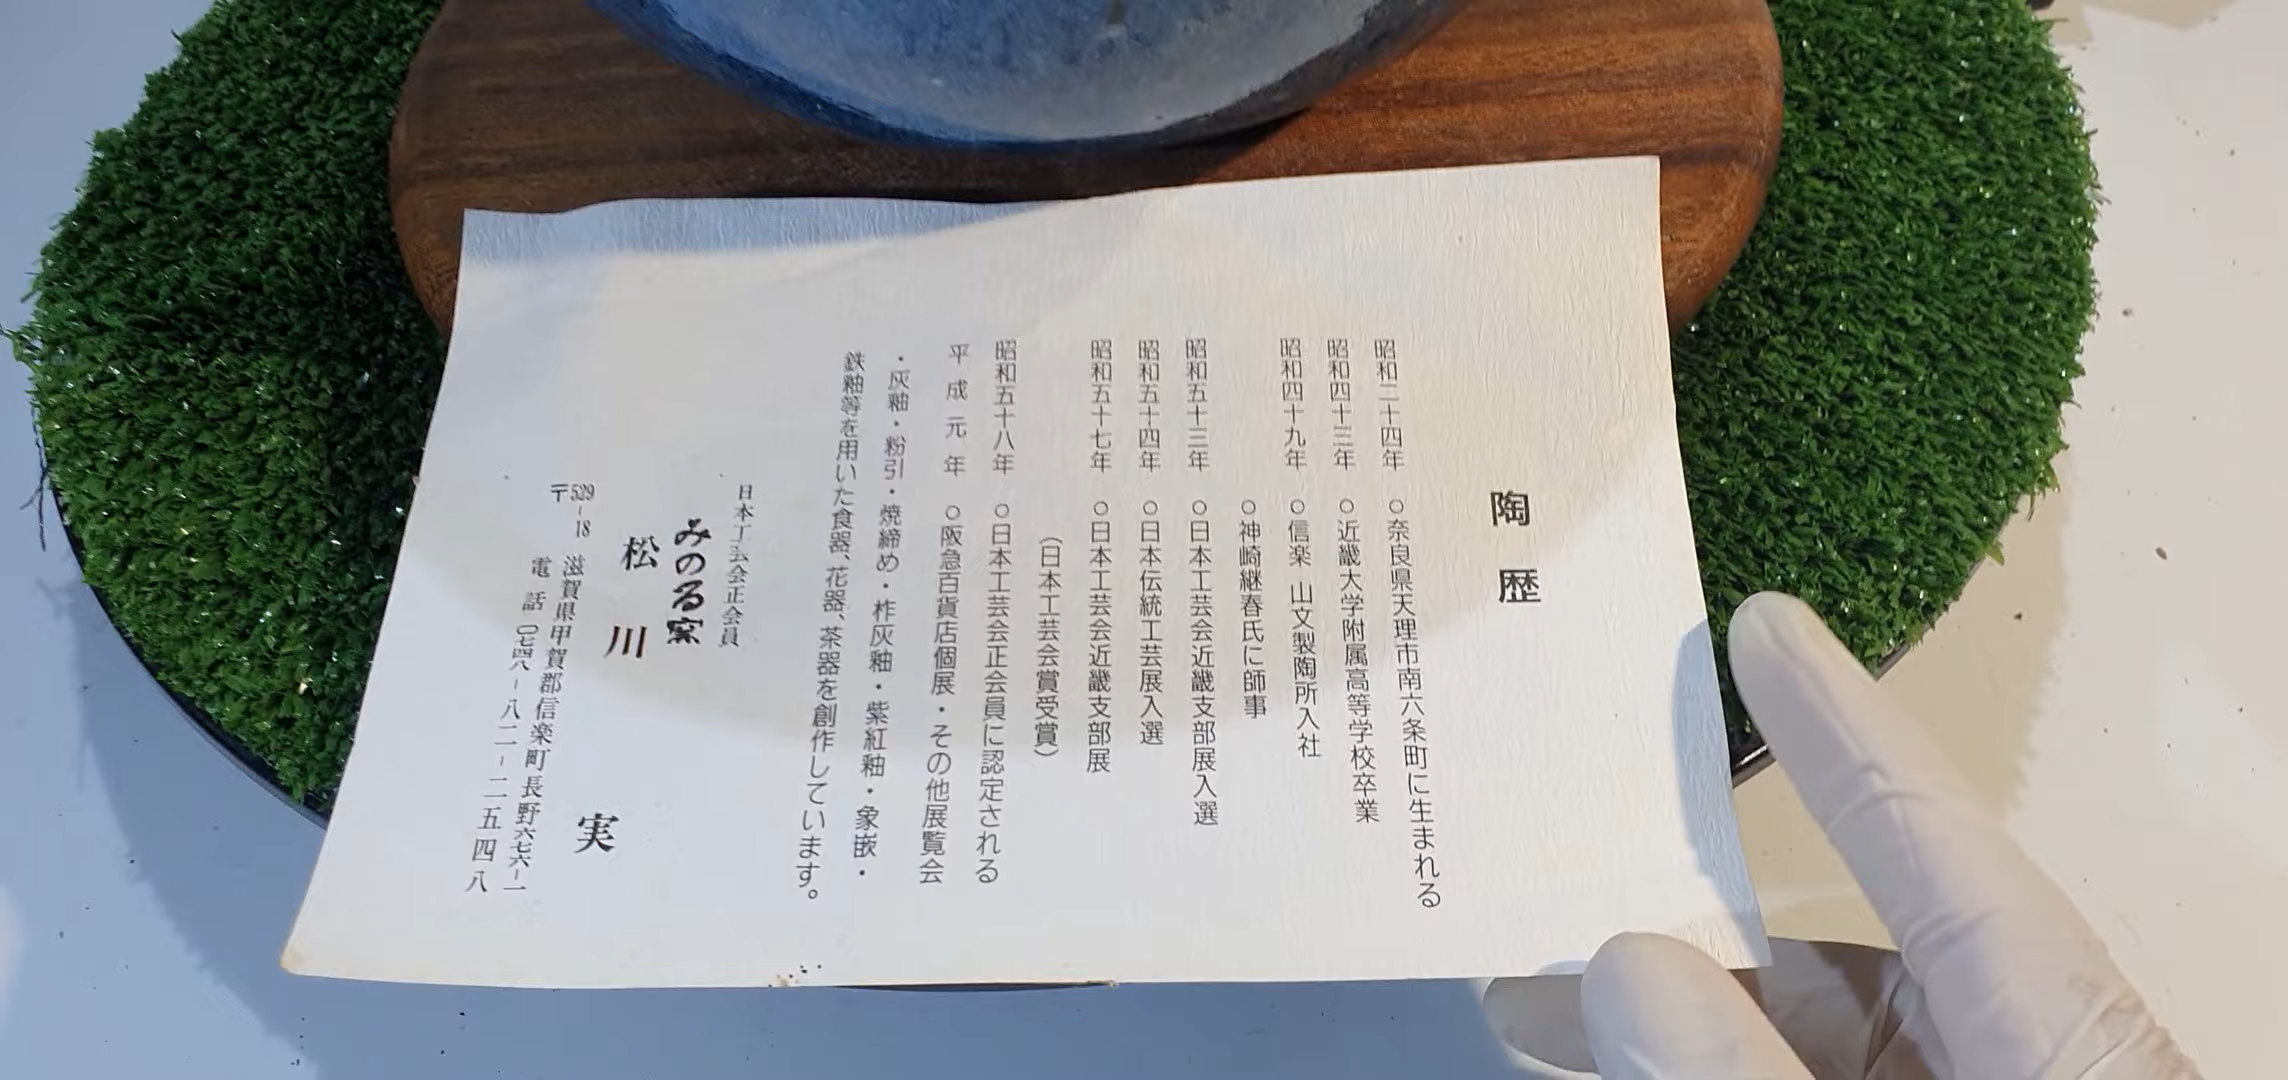 陶歴
昭和二十四年 ○奈良県天理市南六条町に生まれる
昭和四十三年 ○近畿大学附属高等学校卒業
昭和四十九年 ○信楽 山文製陶所入社
○神崎継春氏に師事
昭和五十三年 ○日本工芸会近畿支部展入選
昭和五十四年 ○日本伝統工芸展入選
昭和五十七年 ○日本工芸会近畿支部展
(日本工芸会賞受賞)
昭和五十八年 ○日本工芸会正会員に認定される
平成元年 ○阪急百貨店個展・その他展覧会
・灰釉・粉引・焼締め・柞灰釉・紫紅釉・象嵌・
鉄釉等を用いた食器、花器、茶器を創作しています。
日本工芸会正会員
みのる窯
松川 実
〒529-18 滋賀県甲賀郡信楽町長野六七六-一
電話〇七四八-八二-二五四八